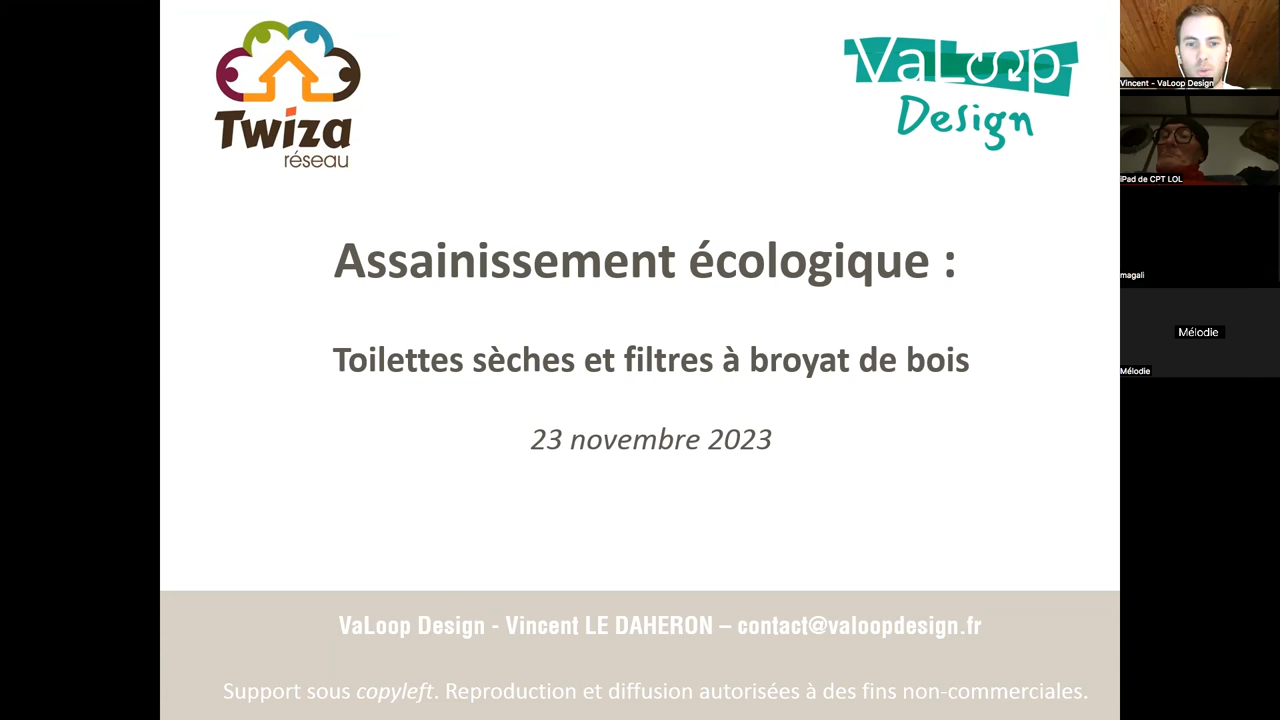 Twiza
réseau
VaLoop
Design
Assainissement écologique :
Toilettes sèches et filtres à broyat de bois
23 novembre 2023
VaLoop Design - Vincent LE DAHERON – contact@valoopdesign.fr
Support sous copyleft. Reproduction et diffusion autorisées à des fins non-commerciales.
Vincent - VaLoop Design
iPad de CPT LOL
magali
Mélodie
Mélodie